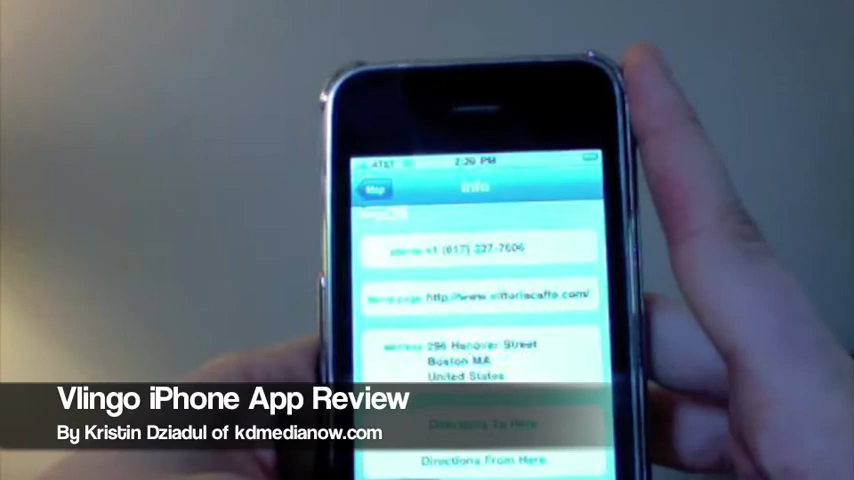 AT&T 2:39 PM
Map Info
phone +1 (617) 227-7606
home page http://www.vittoriacaffe.com/
address 296 Hanover Street
Boston MA
United States
Directions To Here
Directions From Here
Vlingo iPhone App Review
By Kristin Dziadul of kdmedianow.com